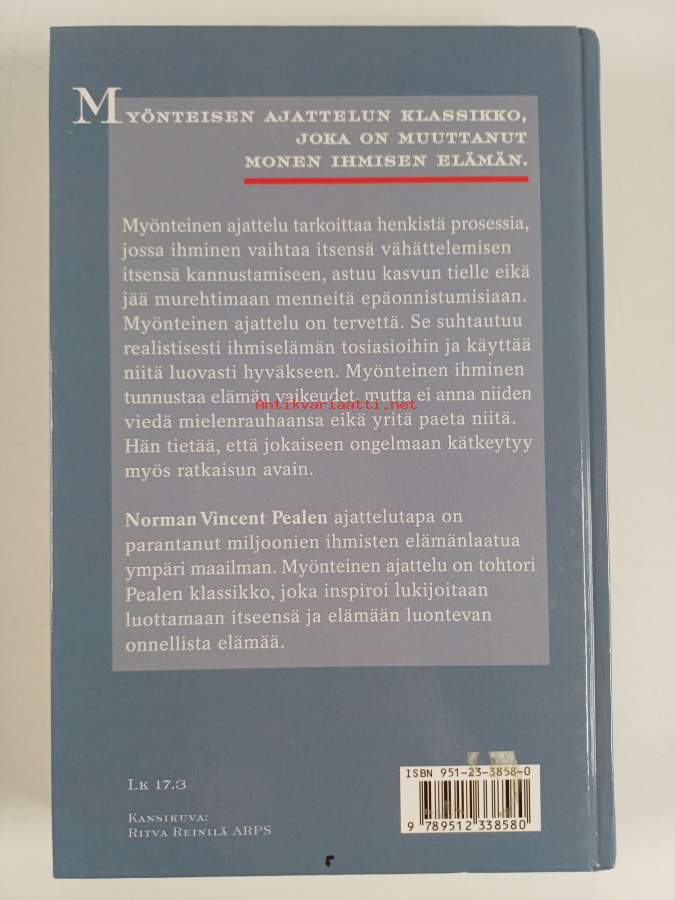 MYÖNTEISEN AJATTELUN KLASSIKKO,
JOKA ON MUUTTANUT
MONEN IHMISEN ELÄMÄN.
Myönteinen ajattelu tarkoittaa henkistä prosessia,
jossa ihminen vaihtaa itsensä vähättelemisen
itsensä kannustamiseen, astuu kasvun tielle eikä
jää murehtimaan menneitä epäonnistumisiaan.
Myönteinen ajattelu on tervettä. Se suhtautuu
realistisesti ihmiselämän tosiasioihin ja käyttää
niitä luovasti hyväkseen. Myönteinen ihminen
tunnustaa elämän vaikeudet, mutta ei anna niiden
Antikvariaatti.net
viedä mielenrauhaansa eikä yritä paeta niitä.
Hän tietää, että jokaiseen ongelmaan kätkeytyy
myös ratkaisun avain.
Norman Vincent Pealen ajattelutapa on
parantanut miljoonien ihmisten elämänlaatua
ympäri maailman. Myönteinen ajattelu on tohtori
Pealen klassikko, joka inspiroi lukijoitaan
luottamaan itseensä ja elämään luontevan
onnellista elämää.
LK 17.3
KANSIKUVA:
RITVA REINILÄ ARPS
ISBN 951-23-3858-0
9 789512 338580